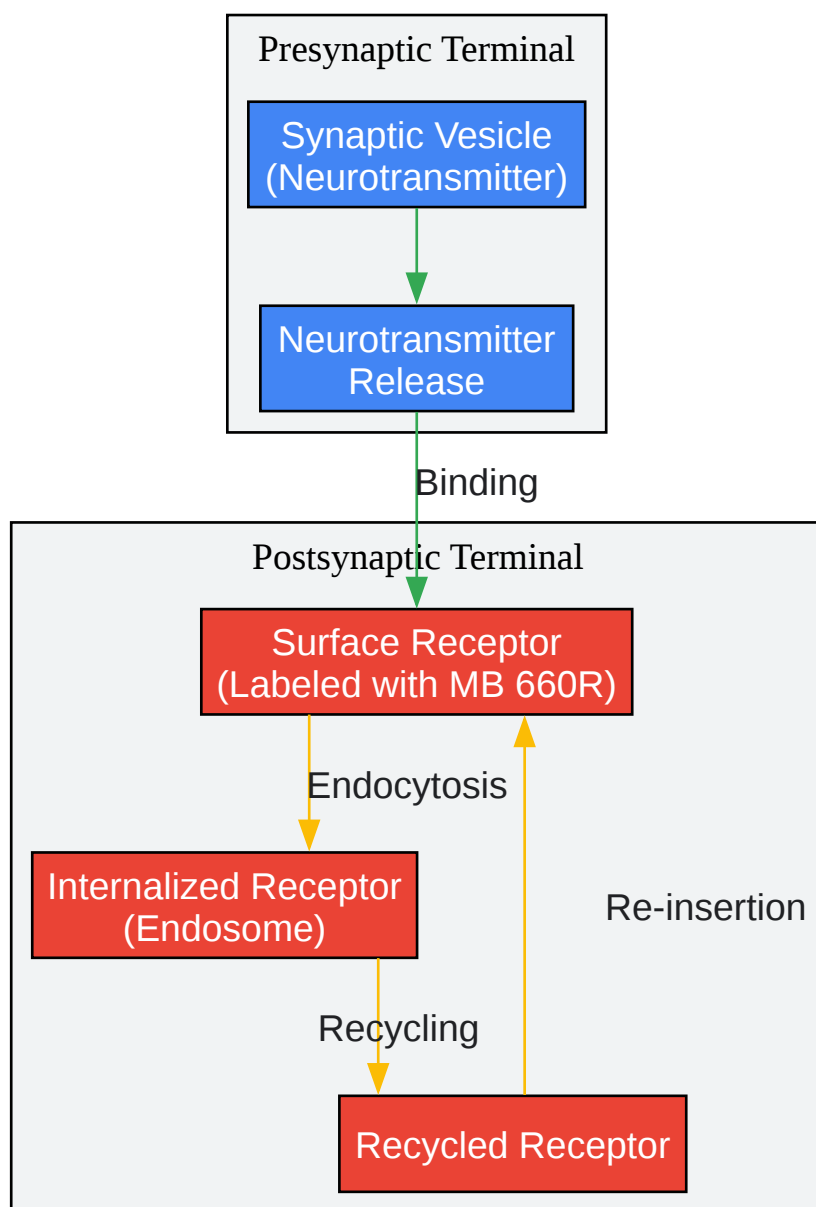 Presynaptic Terminal
Synaptic Vesicle
(Neurotransmitter)
Neurotransmitter
Release
Binding
Postsynaptic Terminal
Surface Receptor
(Labeled with MB 660R)
Endocytosis
Internalized Receptor
(Endosome)
Re-insertion
Recycling
Recycled Receptor